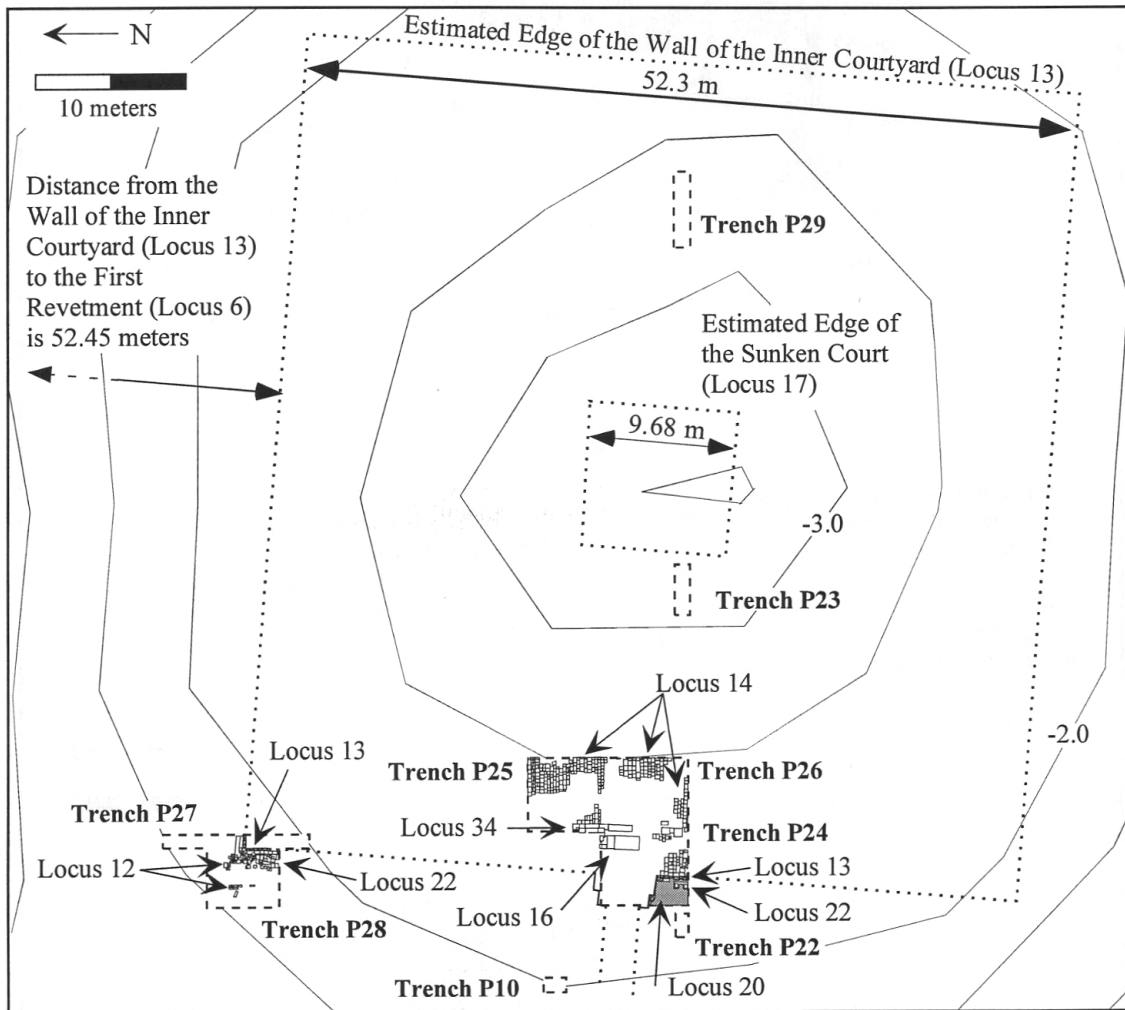 N
10 meters
Estimated Edge of the Wall of the Inner Courtyard (Locus 13)
52.3 m
Distance from the
Wall of the Inner
Courtyard (Locus 13)
to the First
Revetment (Locus 6)
is 52.45 meters
Trench P29
Estimated Edge of
the Sunken Court
(Locus 17)
9.68 m
-3.0
Trench P23
Locus 14
-2.0
Locus 13
Trench P25
Trench P26
Trench P27
Locus 34
Trench P24
Locus 12
Locus 22
Locus 13
Locus 16
Locus 22
Trench P28
Trench P22
Trench P10
Locus 20